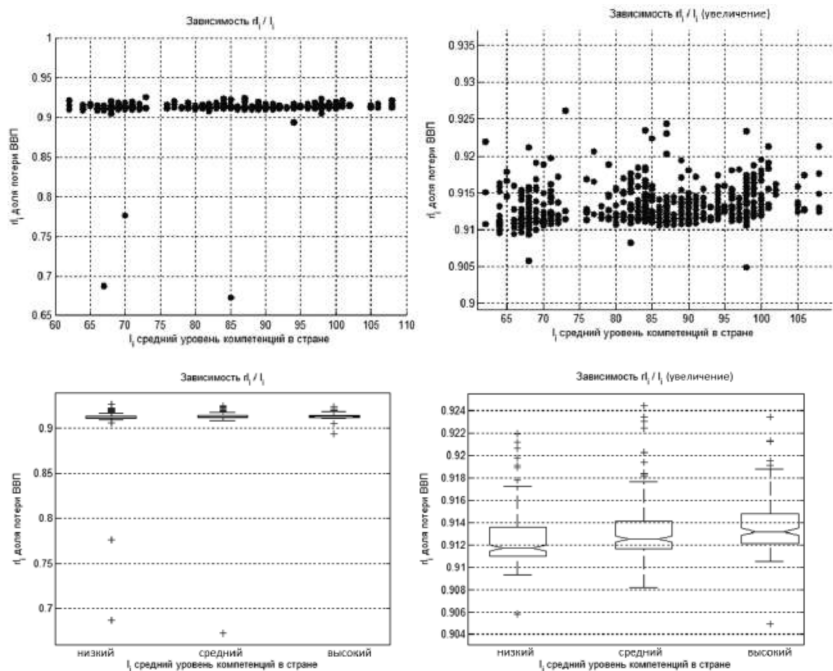 Зависимость rl_i / I_i
1
0.95
0.9
0.85
0.8
0.75
0.7
0.65
60 65 70 75 80 85 90 95 100 105 110
rl_i доля потери ВВП
I_i средний уровень компетенций в стране
Зависимость rl_i / I_i (увеличение)
0.935
0.93
0.925
0.92
0.915
0.91
0.905
0.9
65 70 75 80 85 90 95 100 105
rl_i доля потери ВВП
I_i средний уровень компетенций в стране
Зависимость rl_i / I_i
0.9
0.85
0.8
0.75
0.7
низкий средний высокий
rl_i доля потери ВВП
I_i средний уровень компетенций в стране
Зависимость rl_i / I_i (увеличение)
0.924
0.922
0.92
0.918
0.916
0.914
0.912
0.91
0.908
0.906
0.904
низкий средний высокий
rl_i доля потери ВВП
I_i средний уровень компетенций в стране